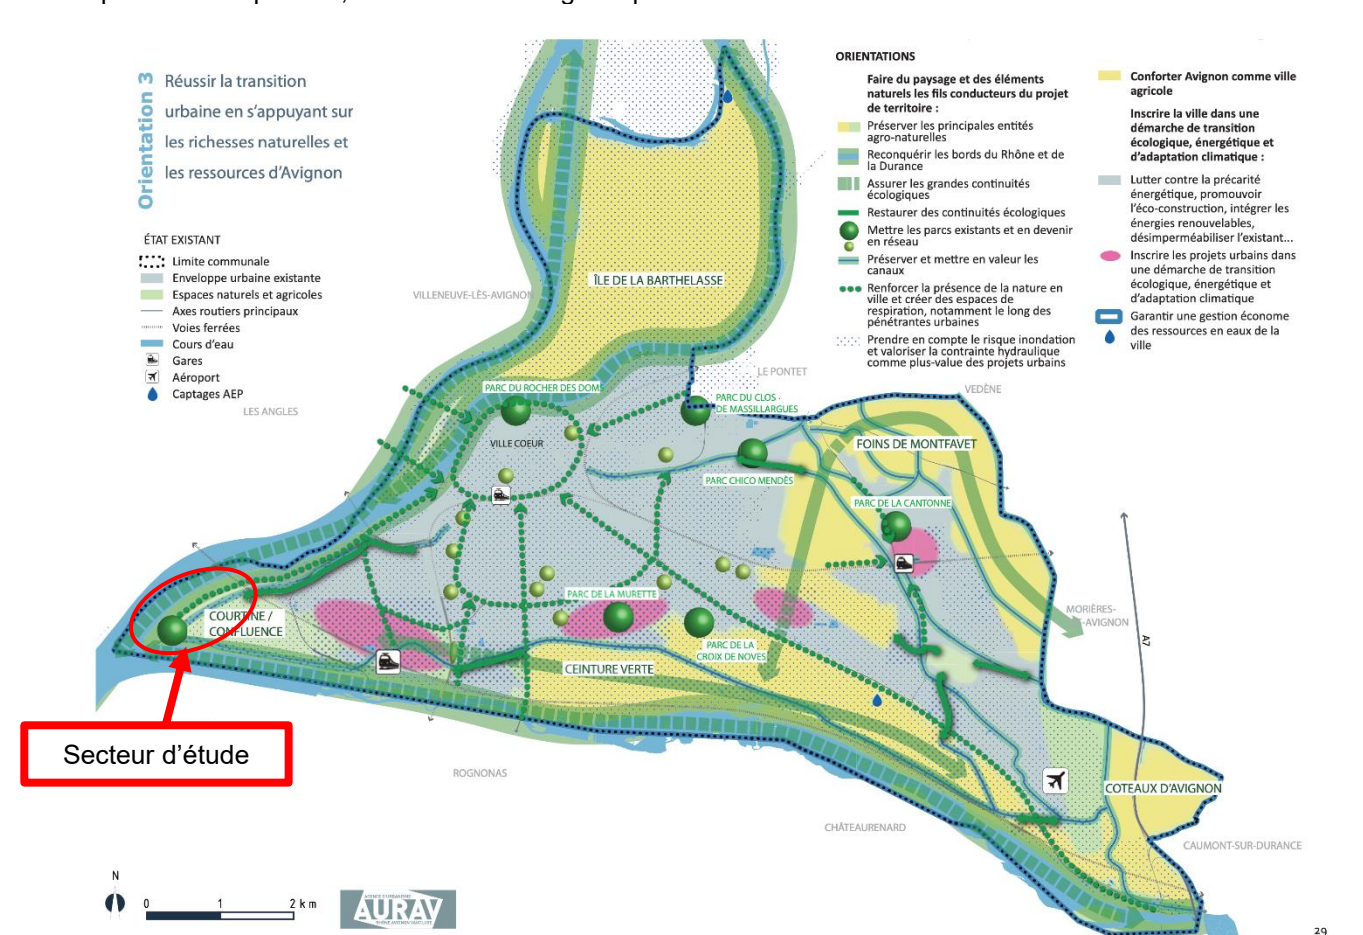 Orientation 3
Réussir la transition
urbaine en s'appuyant sur
les richesses naturelles et
les ressources d'Avignon
ÉTAT EXISTANT
Limite communale
Enveloppe urbaine existante
Espaces naturels et agricoles
Axes routiers principaux
Voies ferrées
Cours d'eau
Gares
Aéroport
Captages AEP
ORIENTATIONS
Faire du paysage et des éléments
naturels les fils conducteurs du projet
de territoire :
Préserver les principales entités
agro-naturelles
Reconquérir les bords du Rhône et de
la Durance
Assurer les grandes continuités
écologiques
Restaurer des continuités écologiques
Mettre les parcs existants et en devenir
en réseau
Préserver et mettre en valeur les
canaux
Renforcer la présence de la nature en
ville et créer des espaces de
respiration, notamment le long des
pénétrantes urbaines
Prendre en compte le risque inondation
et valoriser la contrainte hydraulique
comme plus-value des projets urbains
Conforter Avignon comme ville
agricole
Inscrire la ville dans une
démarche de transition
écologique, énergétique et
d'adaptation climatique :
Lutter contre la précarité
énergétique, promouvoir
l'éco-construction, intégrer les
énergies renouvelables,
désimperméabiliser l'existant...
Inscrire les projets urbains dans
une démarche de transition
écologique, énergétique et
d'adaptation climatique
Garantir une gestion économe
des ressources en eaux de la
ville
ÎLE DE LA BARTHELASSE
VILLENEUVE-LÈS-AVIGNON
LE PONTET
VEDÈNE
LES ANGLES
PARC DU ROCHER DES DOMS
PARC DU CLOS
DE MASSILLARGUES
VILLE COEUR
FOINS DE MONTFAVET
PARC CHICO MENDÈS
PARC DE LA CANTONNE
PARC DE LA MURETTE
COURTINE /
CONFLUENCE
MORIÈRES-
-AVIGNON
A7
PARC DE LA
CROIX DE NOVES
CEINTURE VERTE
Secteur d'étude
ROGNONAS
COTEAUX D'AVIGNON
CHÂTEAURENARD
CAUMONT-SUR-DURANCE
N
0 1 2 km
AURAV
29